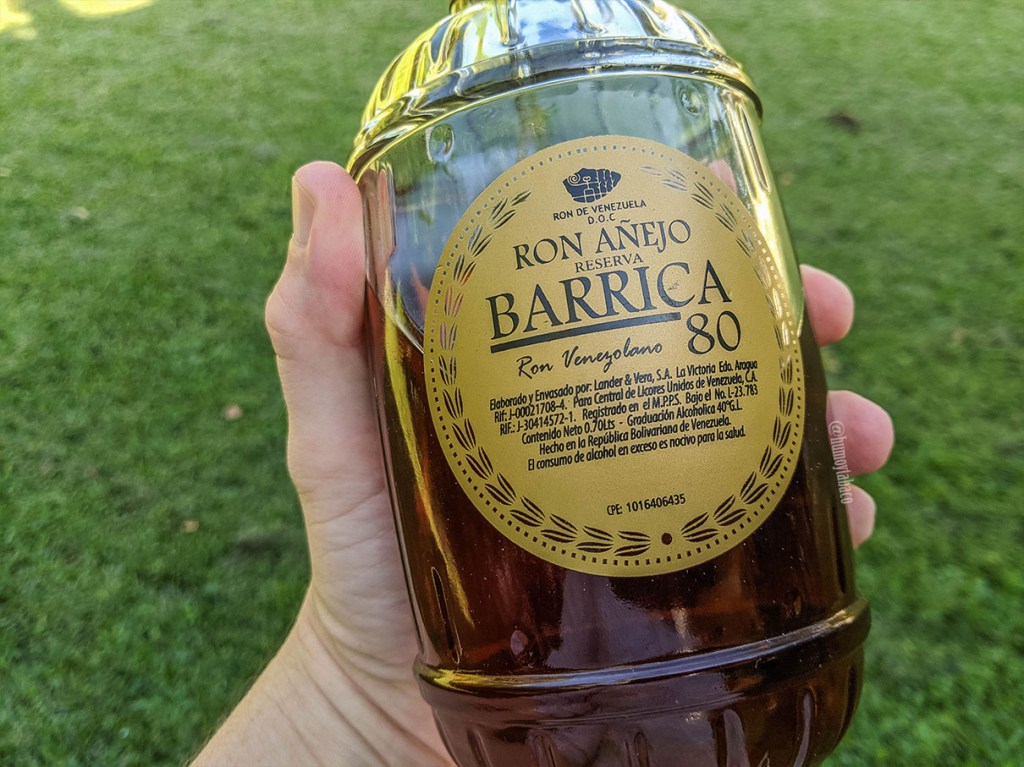 RON DE VENEZUELA
D.O.C
RON AÑEJO
RESERVA
BARRICA
80
Ron Venezolano
Elaborado y Envasado por: Lander & Vera, S.A. La Victoria Edo. Aragua
Rif: J-00021708-4. Para Central de Licores Unidos de Venezuela, C.A.
RIF.: J-30414572-1. Registrado en el M.P.P.S. Bajo el No. L-23.783
Contenido Neto 0.70Lts - Graduación Alcoholica 40°G.L.
Hecho en la República Bolivariana de Venezuela.
El consumo de alcohol en exceso es nocivo para la salud.
CPE: 1016406435
@humoytabaco